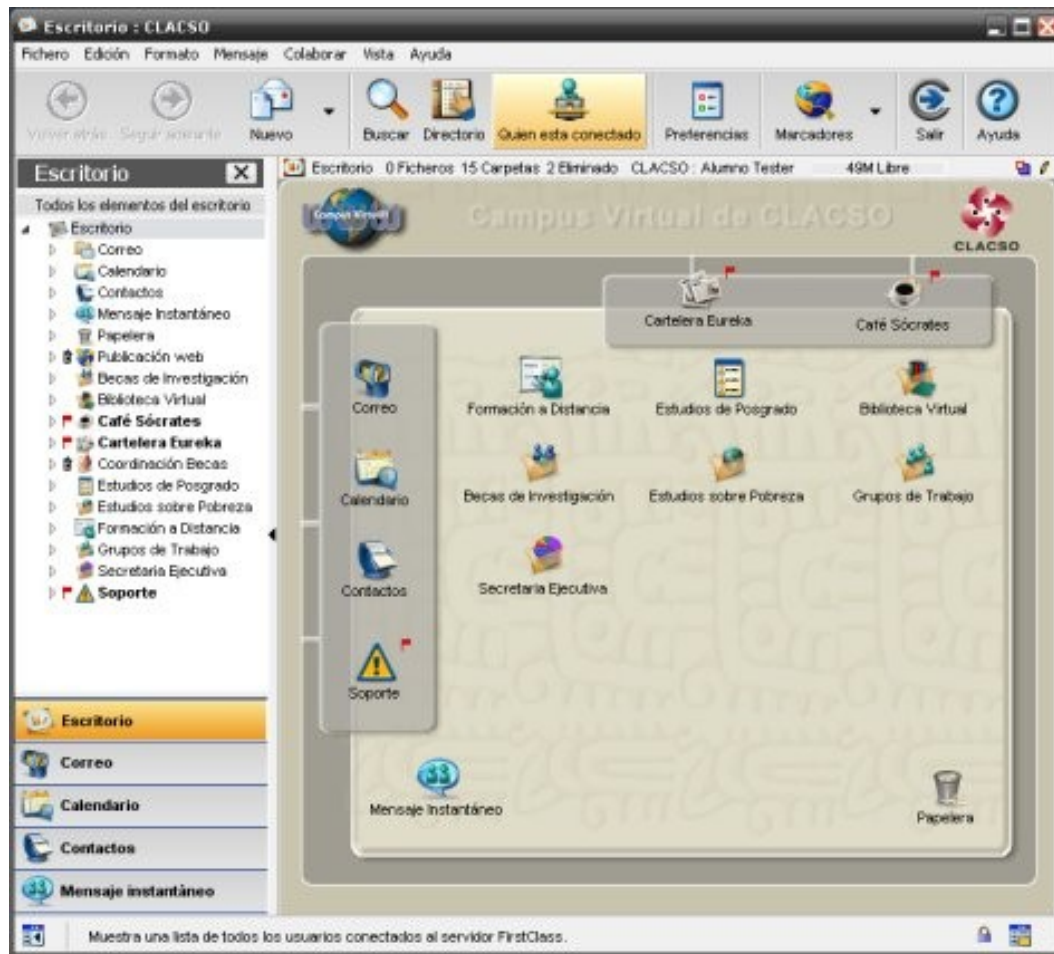 Escritorio : CLACSO
Fichero Edición Formato Mensaje Colaborar Vista Ayuda
Volver atrás Seguir adelante Nuevo Buscar Directorio Quien esta conectado Preferencias Marcadores Salir Ayuda
Escritorio
Escritorio 0 Ficheros 15 Carpetas 2 Eliminado CLACSO : Alumno Tester 49M Libre
Todos los elementos del escritorio
Escritorio
Correo
Calendario
Contactos
Mensaje Instantáneo
Papelera
Publicación web
Becas de Investigación
Biblioteca Virtual
Café Sócrates
Cartelera Eureka
Coordinación Becas
Estudios de Posgrado
Estudios sobre Pobreza
Formación a Distancia
Grupos de Trabajo
Secretaria Ejecutiva
Soporte
Escritorio
Correo
Calendario
Contactos
Mensaje instantáneo
Campus Virtual
Campus Virtual de CLACSO
CLACSO
Cartelera Eureka Café Sócrates
Correo Formación a Distancia Estudios de Posgrado Biblioteca Virtual
Calendario Becas de Investigación Estudios sobre Pobreza Grupos de Trabajo
Contactos Secretaria Ejecutiva
Soporte
Mensaje Instantáneo Papelera
Muestra una lista de todos los usuarios conectados al servidor FirstClass.